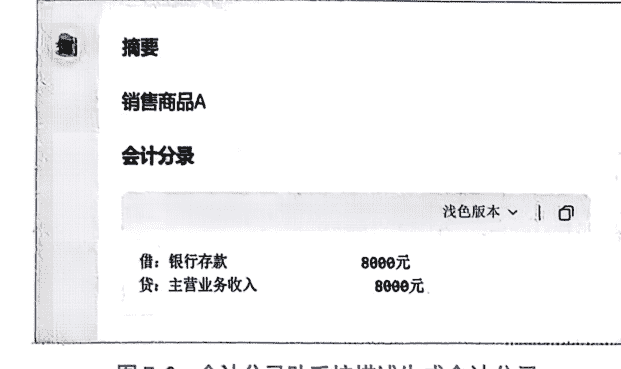 摘要
销售商品A
会计分录
浅色版本
借：银行存款 8000元
贷：主营业务收入 8000元